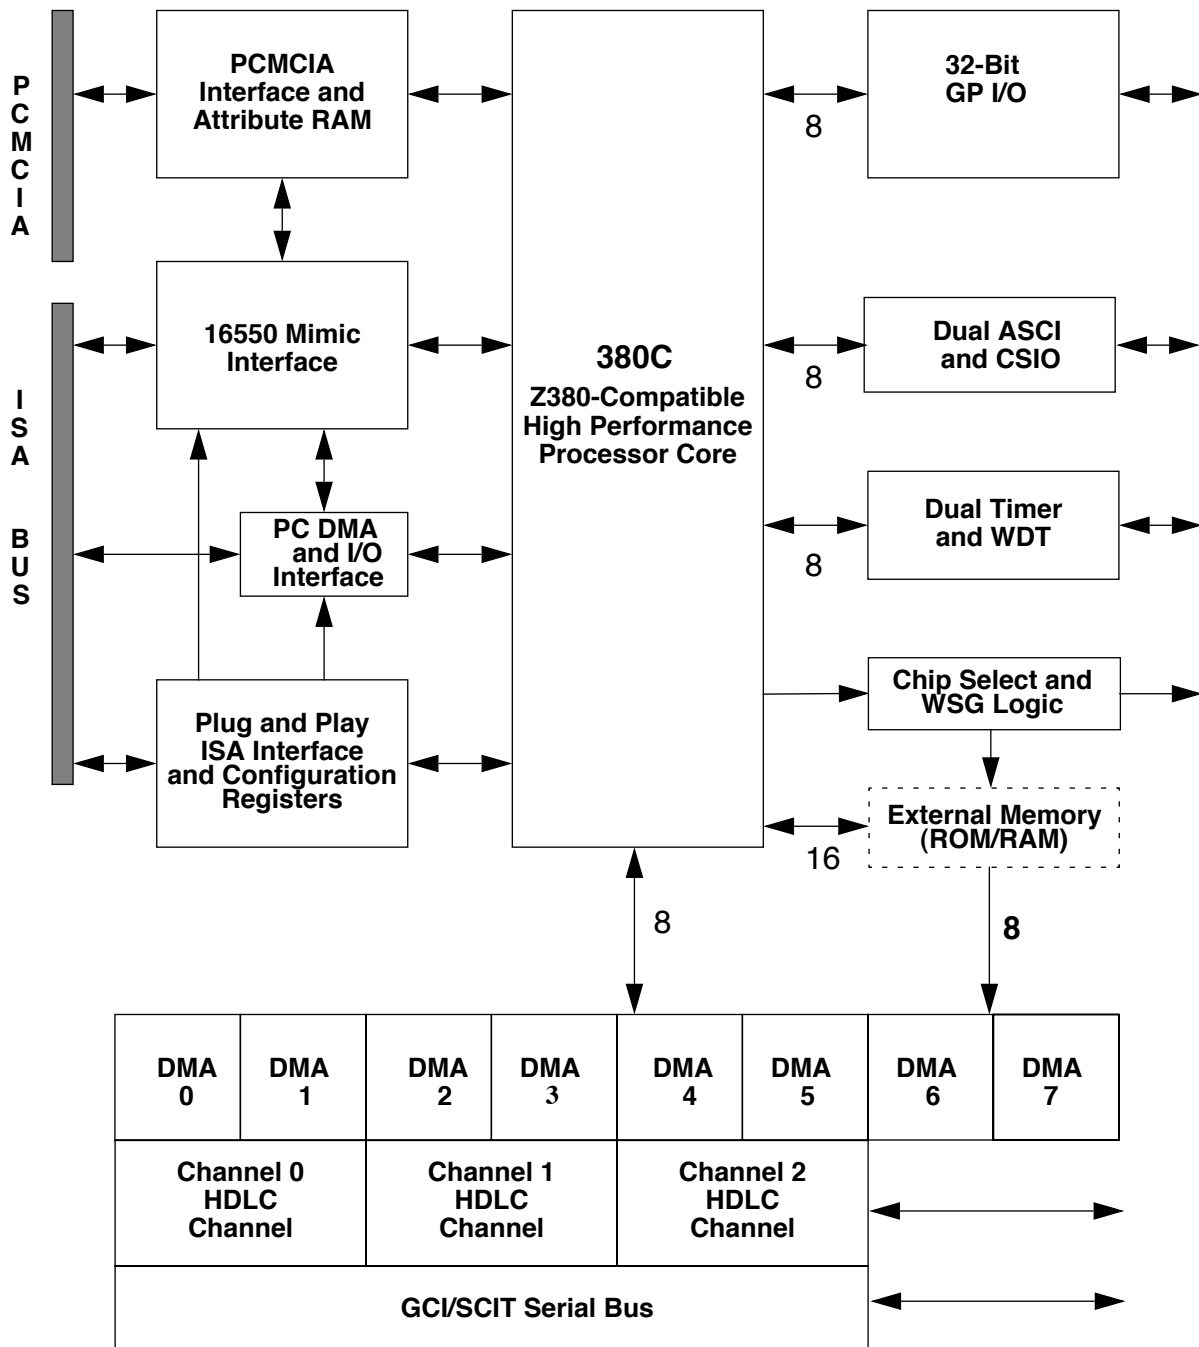 PCMCIA
PCMCIA
Interface and
Attribute RAM
32-Bit
GP I/O
8
ISA BUS
16550 Mimic
Interface
380C
Z380-Compatible
High Performance
Processor Core
Dual ASCI
and CSIO
8
PC DMA
and I/O
Interface
Dual Timer
and WDT
8
Plug and Play
ISA Interface
and Configuration
Registers
Chip Select and
WSG Logic
External Memory
(ROM/RAM)
16
8
8
DMA
0
DMA
1
DMA
2
DMA
3
DMA
4
DMA
5
DMA
6
DMA
7
Channel 0
HDLC
Channel
Channel 1
HDLC
Channel
Channel 2
HDLC
Channel
GCI/SCIT Serial Bus